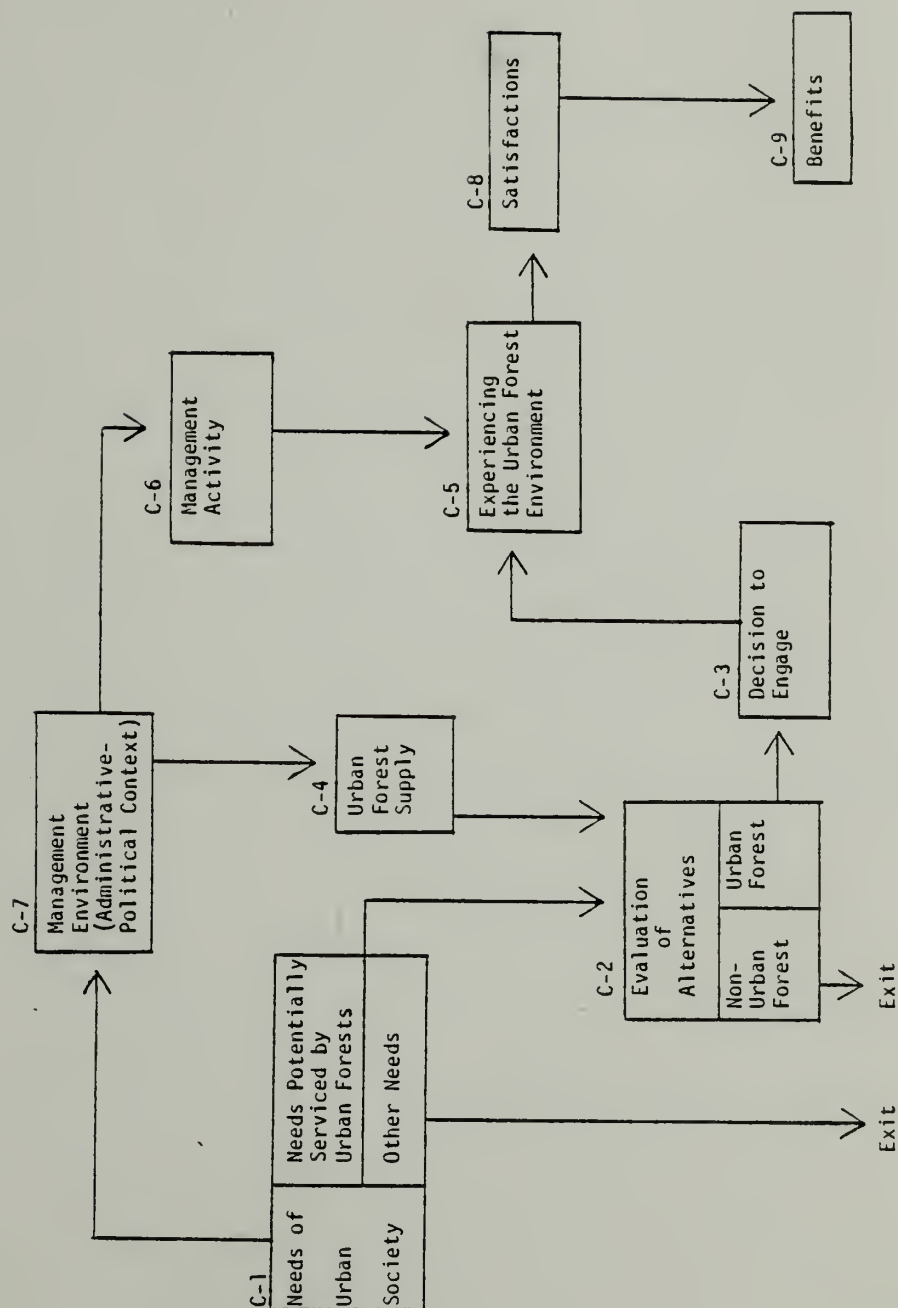 C-7
Management
Environment
(Administrative-
Political Context)
C-6
Management
Activity
C-1
Needs of
Urban
Society
Needs Potentially
Serviced by
Urban Forests
Other Needs
C-4
Urban
Forest
Supply
C-5
Experiencing
the Urban Forest
Environment
C-8
Satisfactions
C-2
Evaluation
of
Alternatives
Non-
Urban
Forest
Urban Forest
C-3
Decision to
Engage
C-9
Benefits
Exit
Exit